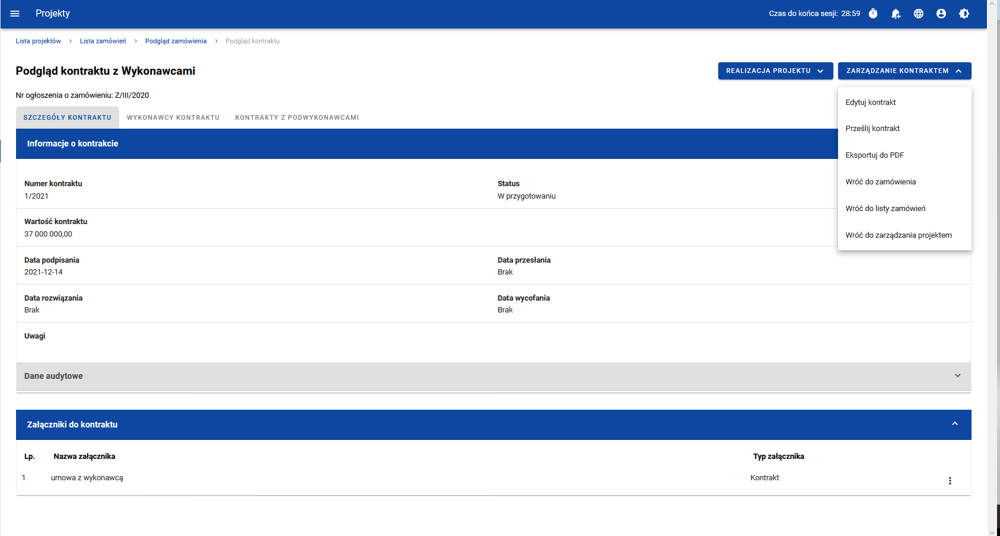 Projekty
Czas do końca sesji: 28:59
Lista projektów > Lista zamówień > Podgląd zamówienia > Podgląd kontraktu
Podgląd kontraktu z Wykonawcami
REALIZACJA PROJEKTU
ZARZĄDZANIE KONTRAKTEM
Nr ogłoszenia o zamówieniu: Z/III/2020
Edytuj kontrakt
Prześlij kontrakt
Eksportuj do PDF
Wróć do zamówienia
Wróć do listy zamówień
Wróć do zarządzania projektem
SZCZEGÓŁY KONTRAKTU
WYKONAWCY KONTRAKTU
KONTRAKTY Z PODWYKONAWCAMI
Informacje o kontrakcie
Numer kontraktu
1/2021
Status
W przygotowaniu
Wartość kontraktu
37 000 000,00
Data podpisania
2021-12-14
Data przesłania
Brak
Data rozwiązania
Brak
Data wycofania
Brak
Uwagi
Dane audytowe
Załączniki do kontraktu
Lp. Nazwa załącznika Typ załącznika
1 umowa z wykonawcą Kontrakt